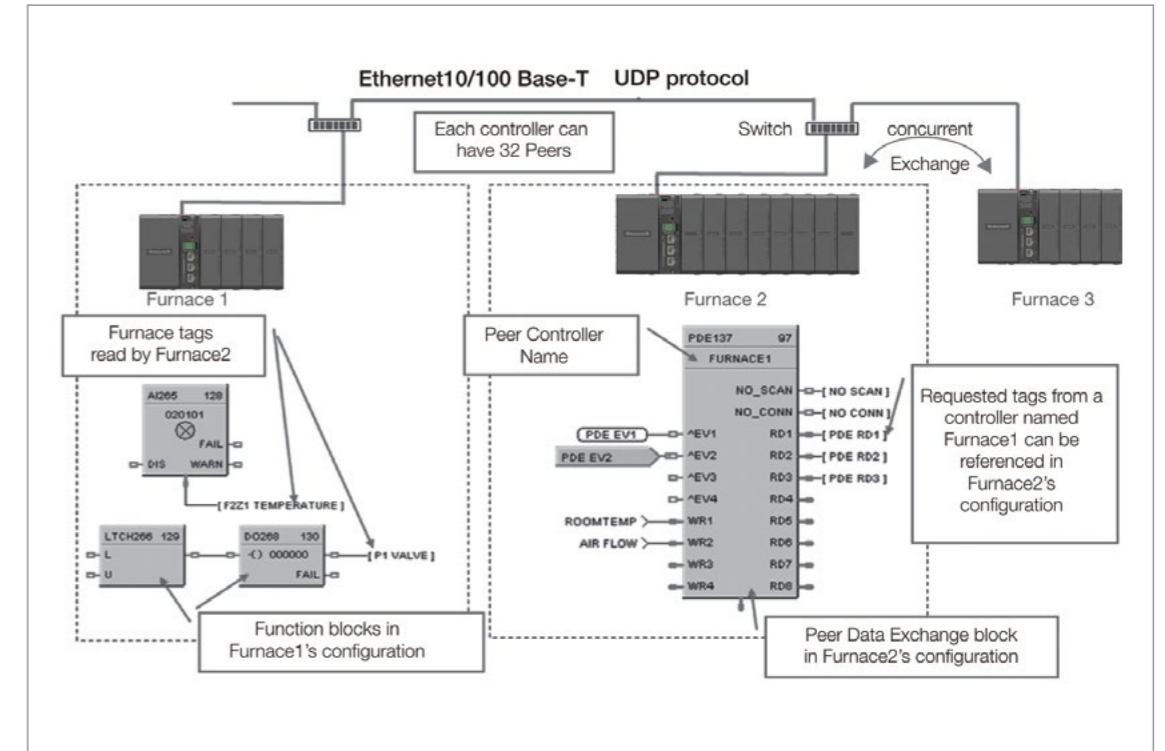 Ethernet10/100 Base-T UDP protocol
Each controller can
have 32 Peers
Switch
concurrent
Exchange
Furnace 1
Furnace 2
Furnace 3
Furnace tags
read by Furnace2
AI265 128
020101
FAIL
DIS WARN
[ F2Z1 TEMPERATURE ]
LTCH266 129
L
U
DO268 130
-() 000000
FAIL
[ P1 VALVE ]
Function blocks in
Furnace1's configuration
Peer Controller
Name
PDE137 97
FURNACE1
NO_SCAN [ NO SCAN ]
NO_CONN [ NO CONN ]
PDE EV1 ^EV1 RD1 [ PDE RD1 ]
PDE EV2 ^EV2 RD2 [ PDE RD2 ]
^EV3 RD3 [ PDE RD3 ]
^EV4 RD4
ROOMTEMP WR1 RD5
AIR FLOW WR2 RD6
WR3 RD7
WR4 RD8
Requested tags from a
controller named
Furnace1 can be
referenced in
Furnace2's
configuration
Peer Data Exchange block
in Furnace2's configuration